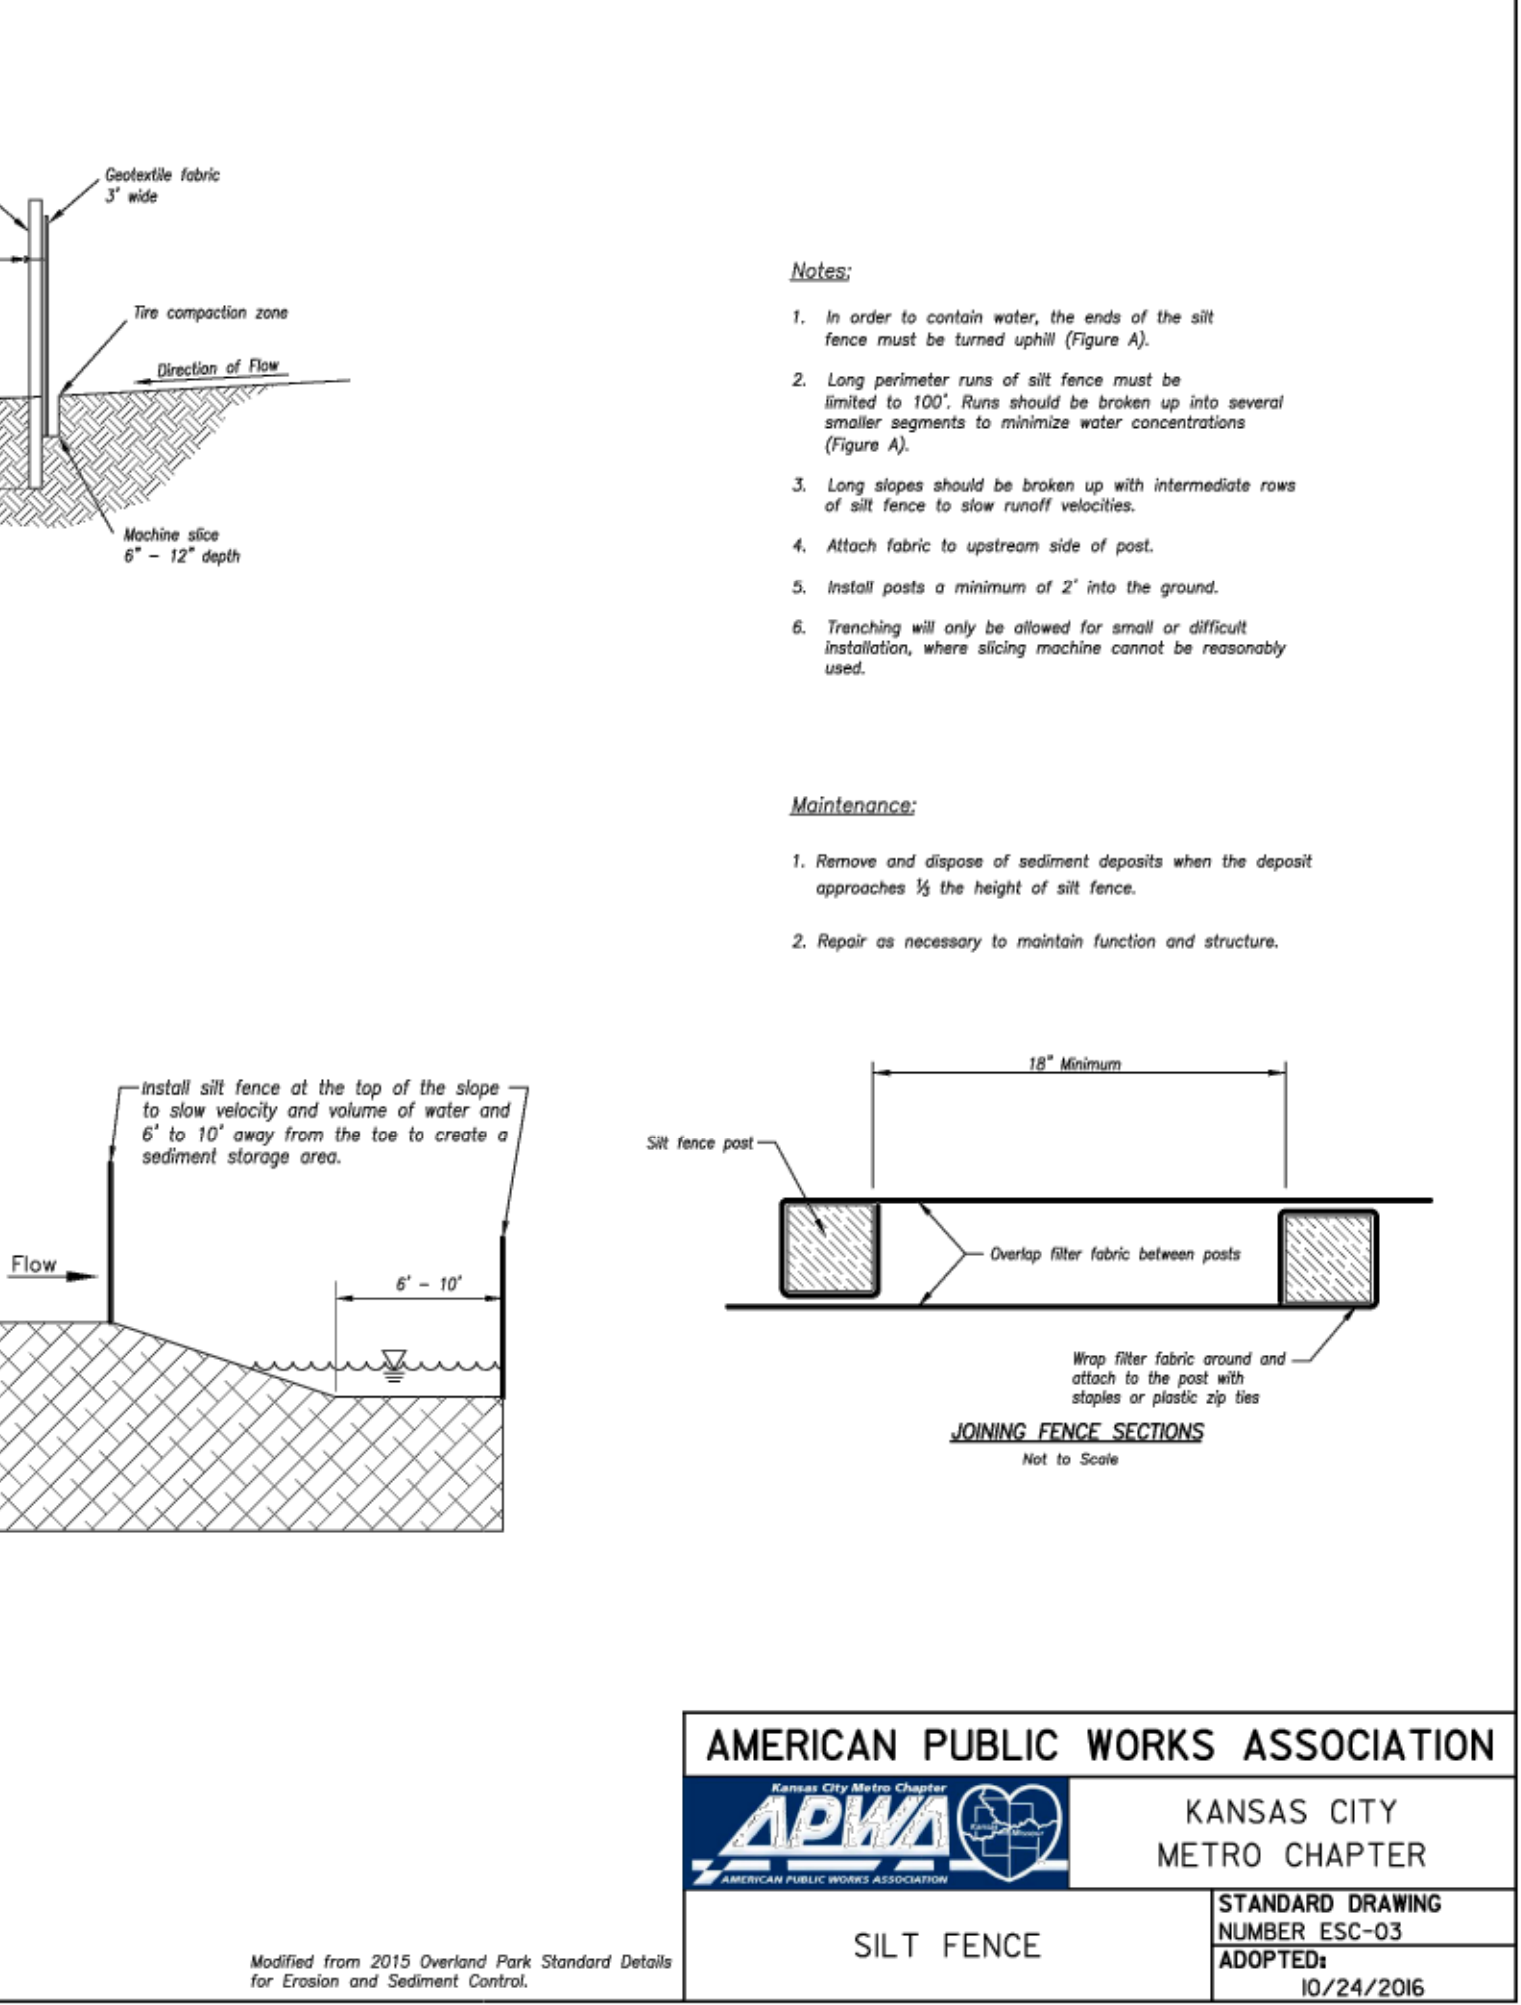 Geotextile fabric
3' wide
Tire compaction zone
Direction of Flow
Machine slice
6" - 12" depth
Notes:
1. In order to contain water, the ends of the silt
fence must be turned uphill (Figure A).
2. Long perimeter runs of silt fence must be
limited to 100'. Runs should be broken up into several
smaller segments to minimize water concentrations
(Figure A).
3. Long slopes should be broken up with intermediate rows
of silt fence to slow runoff velocities.
4. Attach fabric to upstream side of post.
5. Install posts a minimum of 2' into the ground.
6. Trenching will only be allowed for small or difficult
installation, where slicing machine cannot be reasonably
used.
Maintenance:
1. Remove and dispose of sediment deposits when the deposit
approaches ⅓ the height of silt fence.
2. Repair as necessary to maintain function and structure.
Install silt fence at the top of the slope
to slow velocity and volume of water and
6' to 10' away from the toe to create a
sediment storage area.
Flow
6' - 10'
18" Minimum
Silt fence post
Overlap filter fabric between posts
Wrap filter fabric around and
attach to the post with
staples or plastic zip ties
JOINING FENCE SECTIONS
Not to Scale
AMERICAN PUBLIC WORKS ASSOCIATION
Kansas City Metro Chapter
APWA
Kansas
Missouri
AMERICAN PUBLIC WORKS ASSOCIATION
KANSAS CITY
METRO CHAPTER
SILT FENCE
STANDARD DRAWING
NUMBER ESC-03
ADOPTED:
10/24/2016
Modified from 2015 Overland Park Standard Details
for Erosion and Sediment Control.